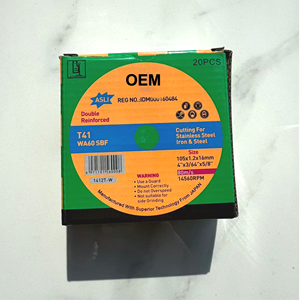 20PCS
OEM
ASLI
REG NO.:IDM000160484
Double
Reinforced
T41
WA60 SBF
Cutting For
Stainless Steel
Iron & Steel
Size
105x1.2x16mm
4"x3/64"x5/8"
80m/s
14560RPM
1412T-W
WARNING
• Use a Guard
• Mount Correctly
• Do not Overspeed
• Not suitable for
side Grinding
Manufactured With Superior Technology From JAPAN